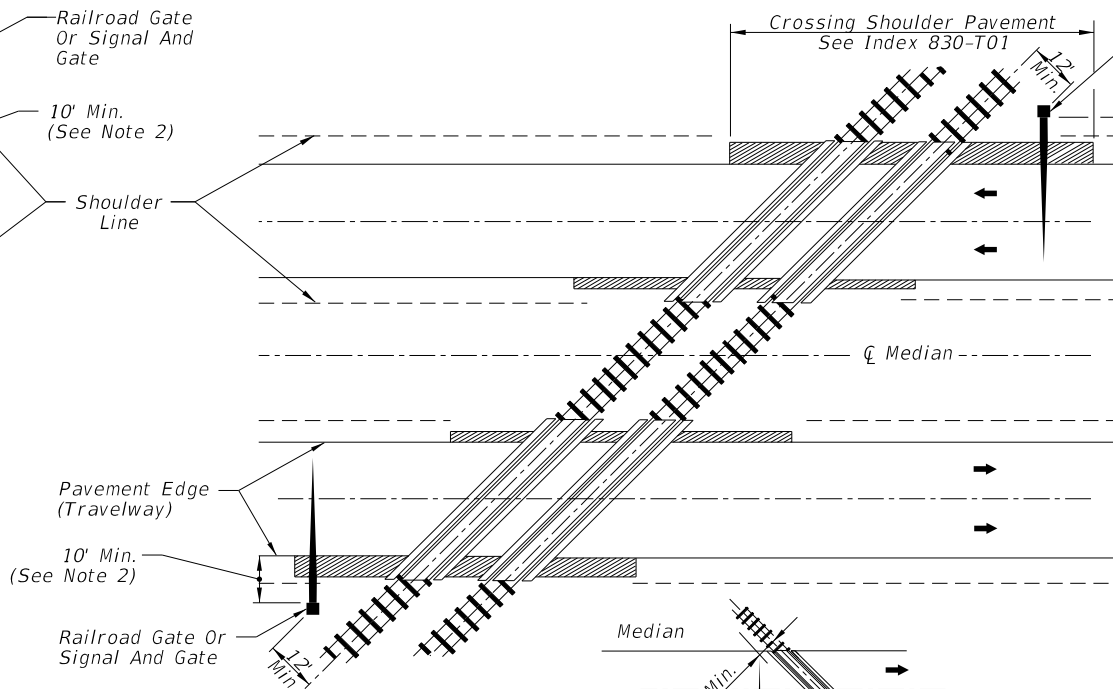 Railroad Gate
Or Signal And
Gate
Crossing Shoulder Pavement
See Index 830-T01
12'
Min.
10' Min.
(See Note 2)
Shoulder
Line
℄ Median
Pavement Edge
(Travelway)
10' Min.
(See Note 2)
Railroad Gate Or
Signal And Gate
12'
Min
Median
Min.